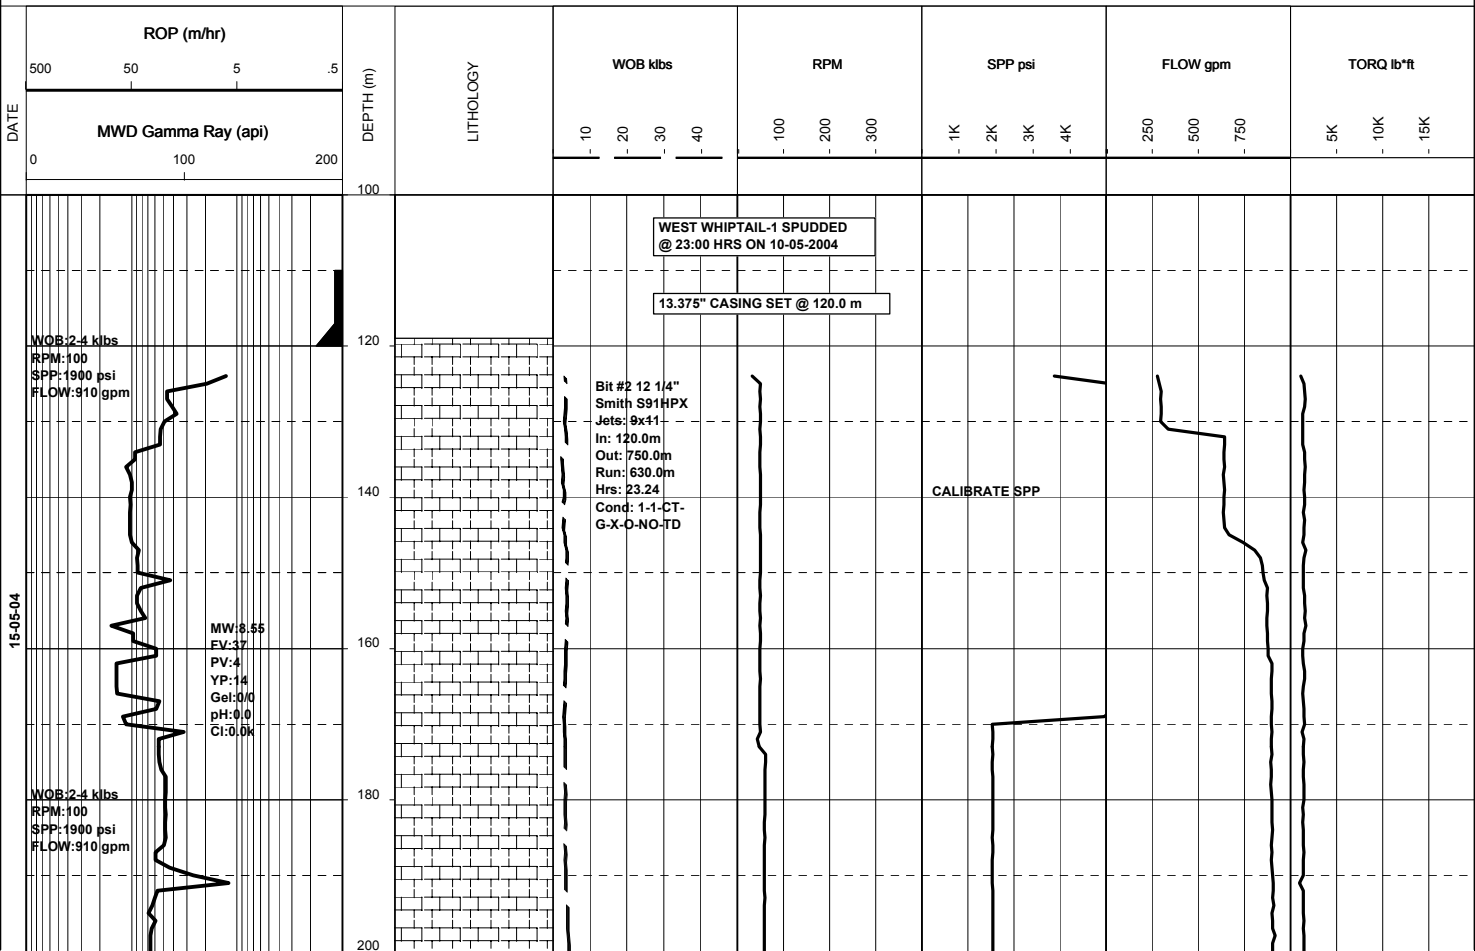 ROP (m/hr)
500 50 5 .5
MWD Gamma Ray (api)
0 100 200
DATE
DEPTH (m)
LITHOLOGY
WOB klbs
10 20 30 40
RPM
100 200 300
SPP psi
1K 2K 3K 4K
FLOW gpm
250 500 750
TORQ lb*ft
5K 10K 15K
100
WEST WHIPTAIL-1 SPUDDED
@ 23:00 HRS ON 10-05-2004
13.375" CASING SET @ 120.0 m
WOB:2-4 klbs
RPM:100
SPP:1900 psi
FLOW:910 gpm
120
Bit #2 12 1/4"
Smith S91HPX
Jets: 9x11
In: 120.0m
Out: 750.0m
Run: 630.0m
Hrs: 23.24
Cond: 1-1-CT-
G-X-O-NO-TD
140
CALIBRATE SPP
15-05-04
MW:8.55
FV:37
PV:4
YP:14
Gel:0/0
pH:0.0
Cl:0.0k
160
WOB:2-4 klbs
RPM:100
SPP:1900 psi
FLOW:910 gpm
180
200